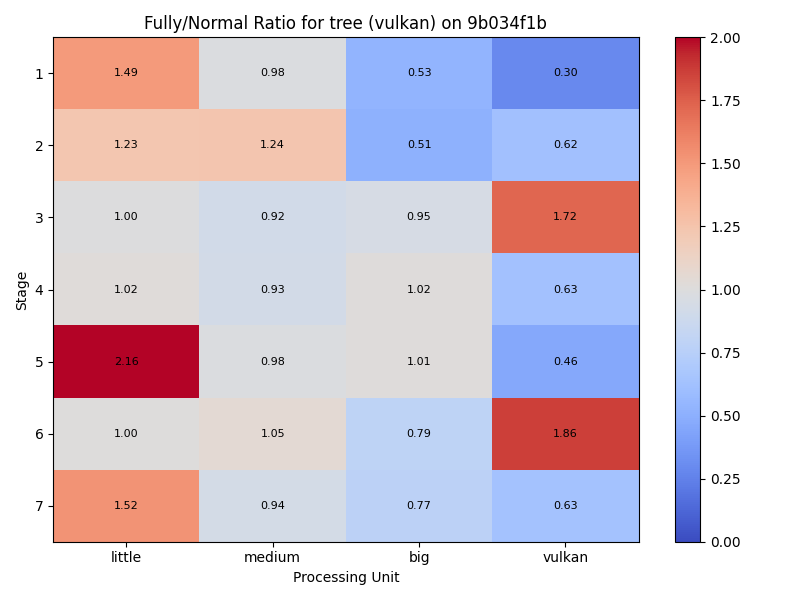 Fully/Normal Ratio for tree (vulkan) on 9b034f1b
1 1.49 0.98 0.53 0.30
2 1.23 1.24 0.51 0.62
3 1.00 0.92 0.95 1.72
4 1.02 0.93 1.02 0.63
5 2.16 0.98 1.01 0.46
6 1.00 1.05 0.79 1.86
7 1.52 0.94 0.77 0.63
little medium big vulkan
Processing Unit
Stage
2.00
1.75
1.50
1.25
1.00
0.75
0.50
0.25
0.00